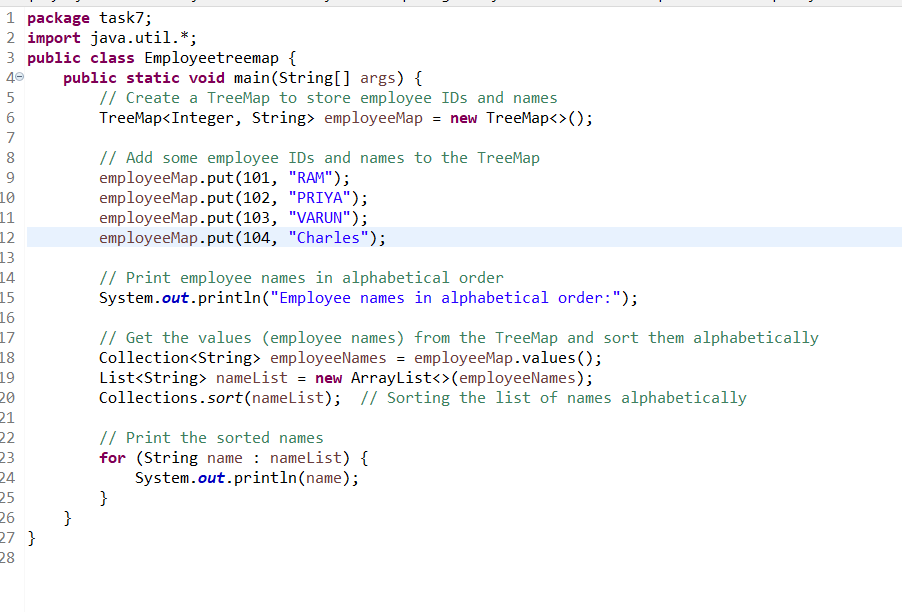 1 package task7;
2 import java.util.*;
3 public class Employeetreemap {
4 public static void main(String[] args) {
5 // Create a TreeMap to store employee IDs and names
6 TreeMap<Integer, String> employeeMap = new TreeMap<>();
7
8 // Add some employee IDs and names to the TreeMap
9 employeeMap.put(101, "RAM");
10 employeeMap.put(102, "PRIYA");
11 employeeMap.put(103, "VARUN");
12 employeeMap.put(104, "Charles");
13
14 // Print employee names in alphabetical order
15 System.out.println("Employee names in alphabetical order:");
16
17 // Get the values (employee names) from the TreeMap and sort them alphabetically
18 Collection<String> employeeNames = employeeMap.values();
19 List<String> nameList = new ArrayList<>(employeeNames);
20 Collections.sort(nameList);  // Sorting the list of names alphabetically
21
22 // Print the sorted names
23 for (String name : nameList) {
24 System.out.println(name);
25 }
26 }
27 }
28